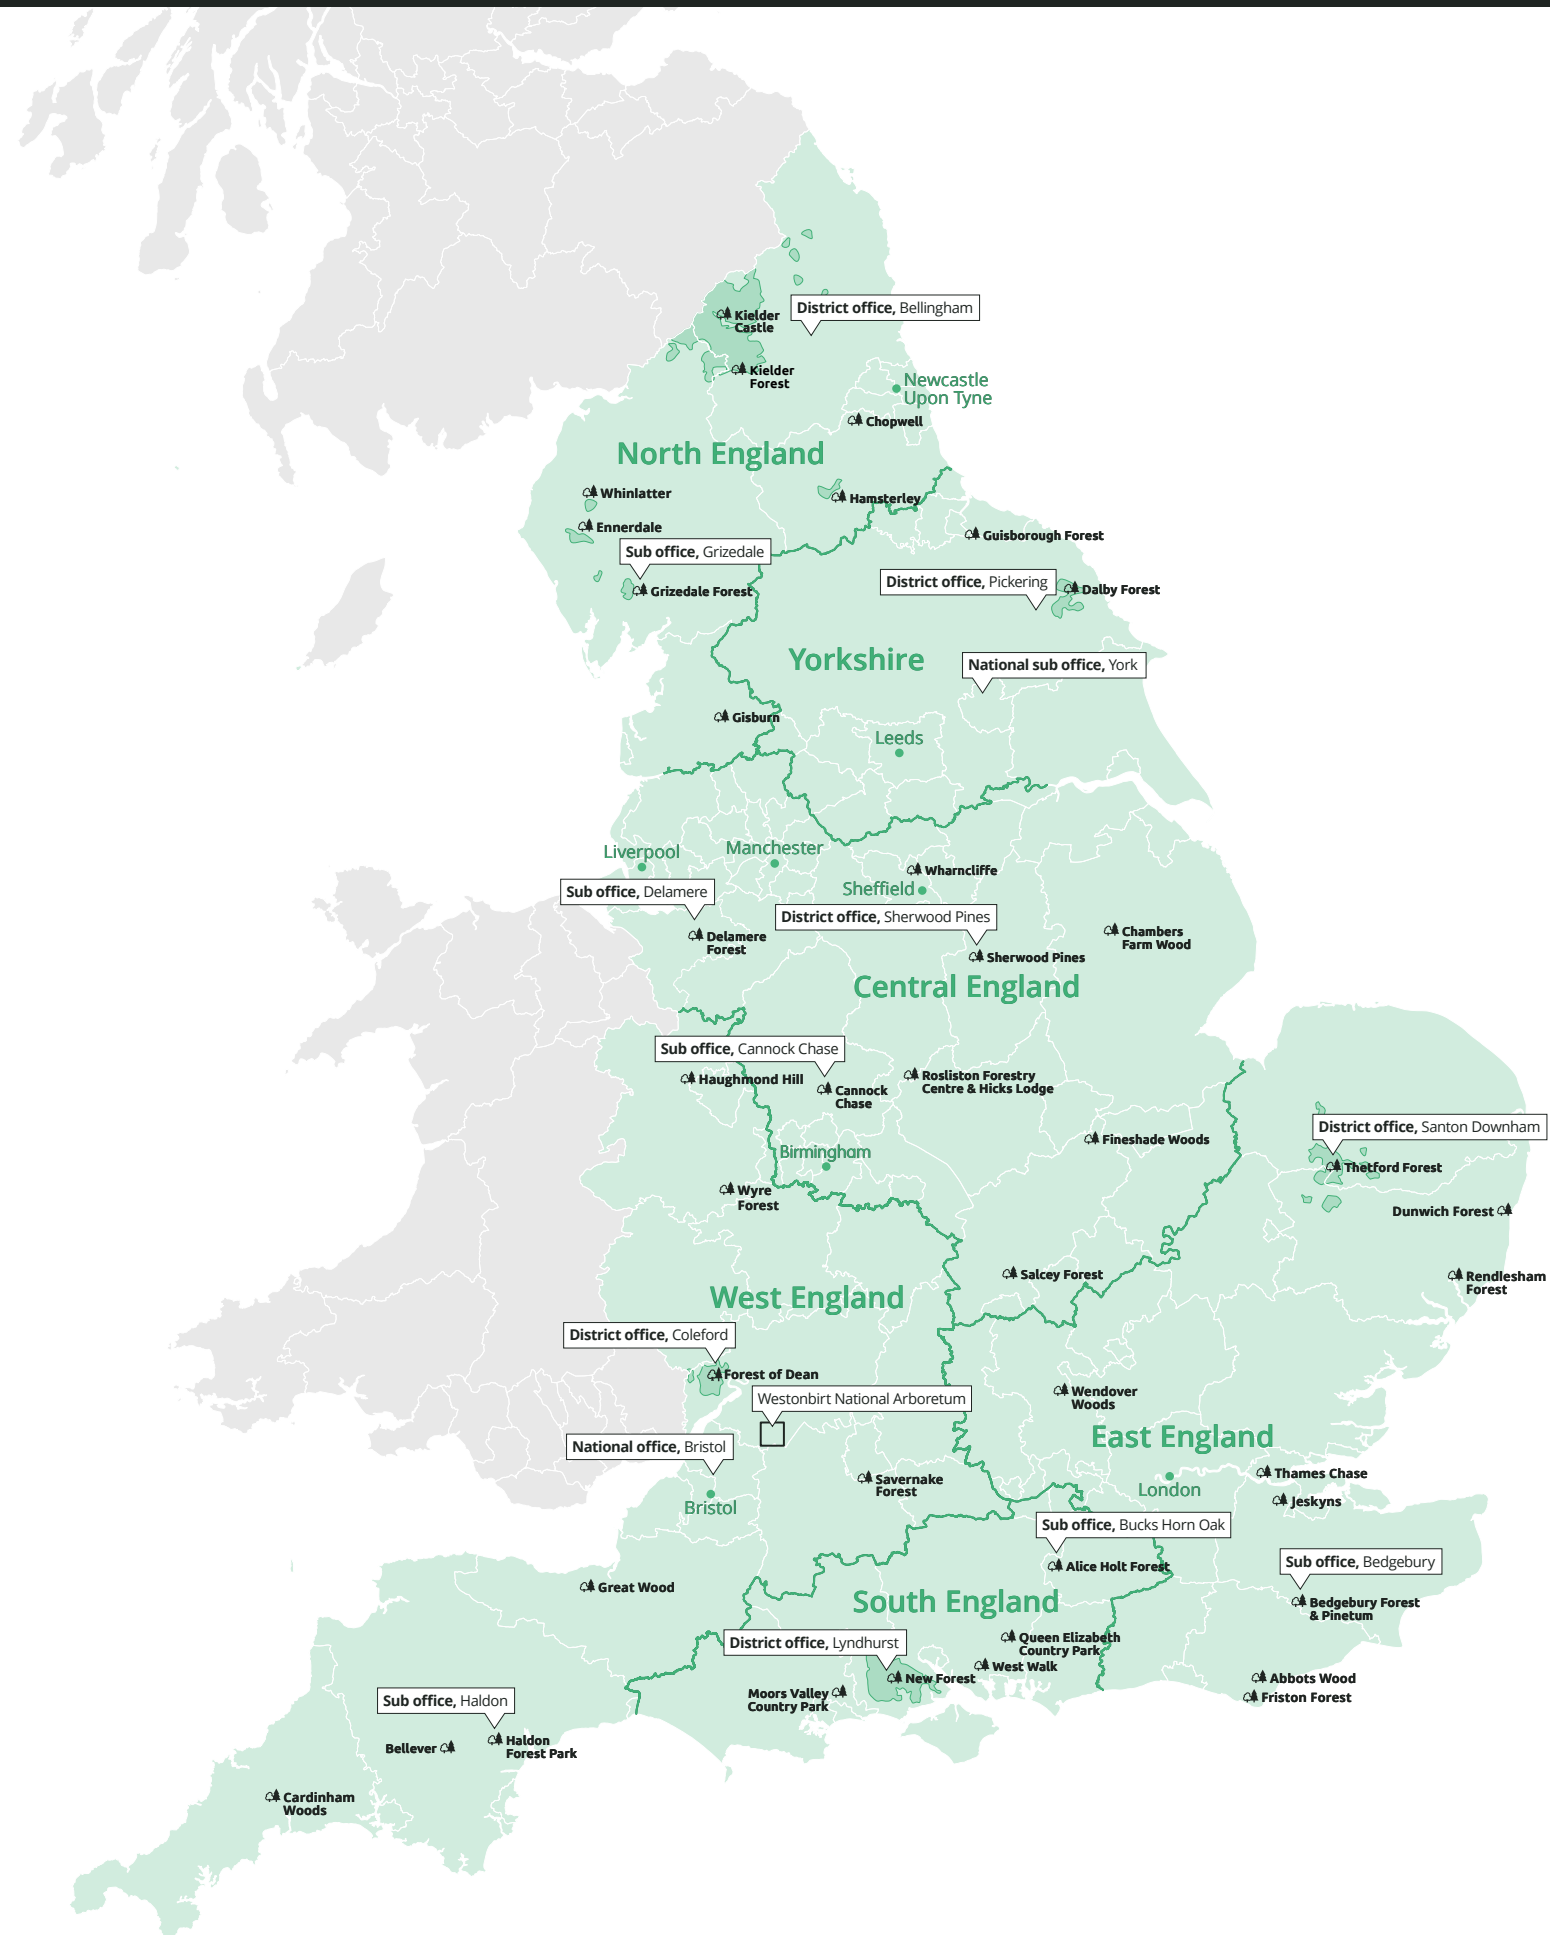 District office, Bellingham
Kielder
Castle
Kielder
Forest
Newcastle
Upon Tyne
Chopwell
North England
Whinlatter
Hamsterley
Ennerdale
Guisborough Forest
Sub office, Grizedale
District office, Pickering
Grizedale Forest
Dalby Forest
Yorkshire
National sub office, York
Gisburn
Leeds
Liverpool
Manchester
Wharncliffe
Sheffield
Sub office, Delamere
District office, Sherwood Pines
Delamere
Forest
Chambers
Farm Wood
Sherwood Pines
Central England
Sub office, Cannock Chase
Haughmond Hill
Cannock
Chase
Rosliston Forestry
Centre & Hicks Lodge
District office, Santon Downham
Fineshade Woods
Birmingham
Thetford Forest
Wyre
Forest
Dunwich Forest
Salcey Forest
Rendlesham
Forest
West England
District office, Coleford
Forest of Dean
Westonbirt National Arboretum
Wendover
Woods
East England
National office, Bristol
Savernake
Forest
Thames Chase
London
Jeskyns
Bristol
Sub office, Bucks Horn Oak
Alice Holt Forest
Sub office, Bedgebury
Great Wood
South England
Bedgebury Forest
& Pinetum
District office, Lyndhurst
Queen Elizabeth
Country Park
West Walk
New Forest
Abbots Wood
Moors Valley
Country Park
Friston Forest
Sub office, Haldon
Bellever
Haldon
Forest Park
Cardinham
Woods